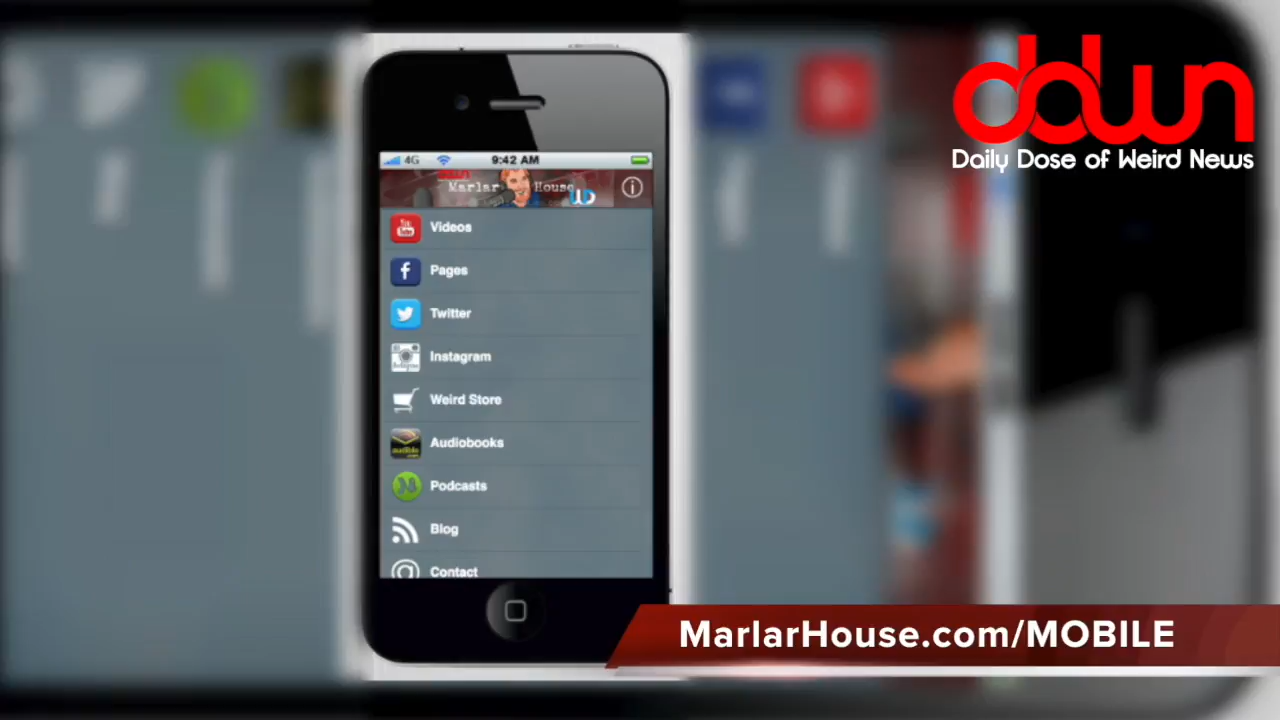 ddwn
Daily Dose of Weird News
4G
9:42 AM
Marlar House
Videos
Pages
Twitter
Instagram
Weird Store
Audiobooks
Podcasts
Blog
Contact
MarlarHouse.com/MOBILE